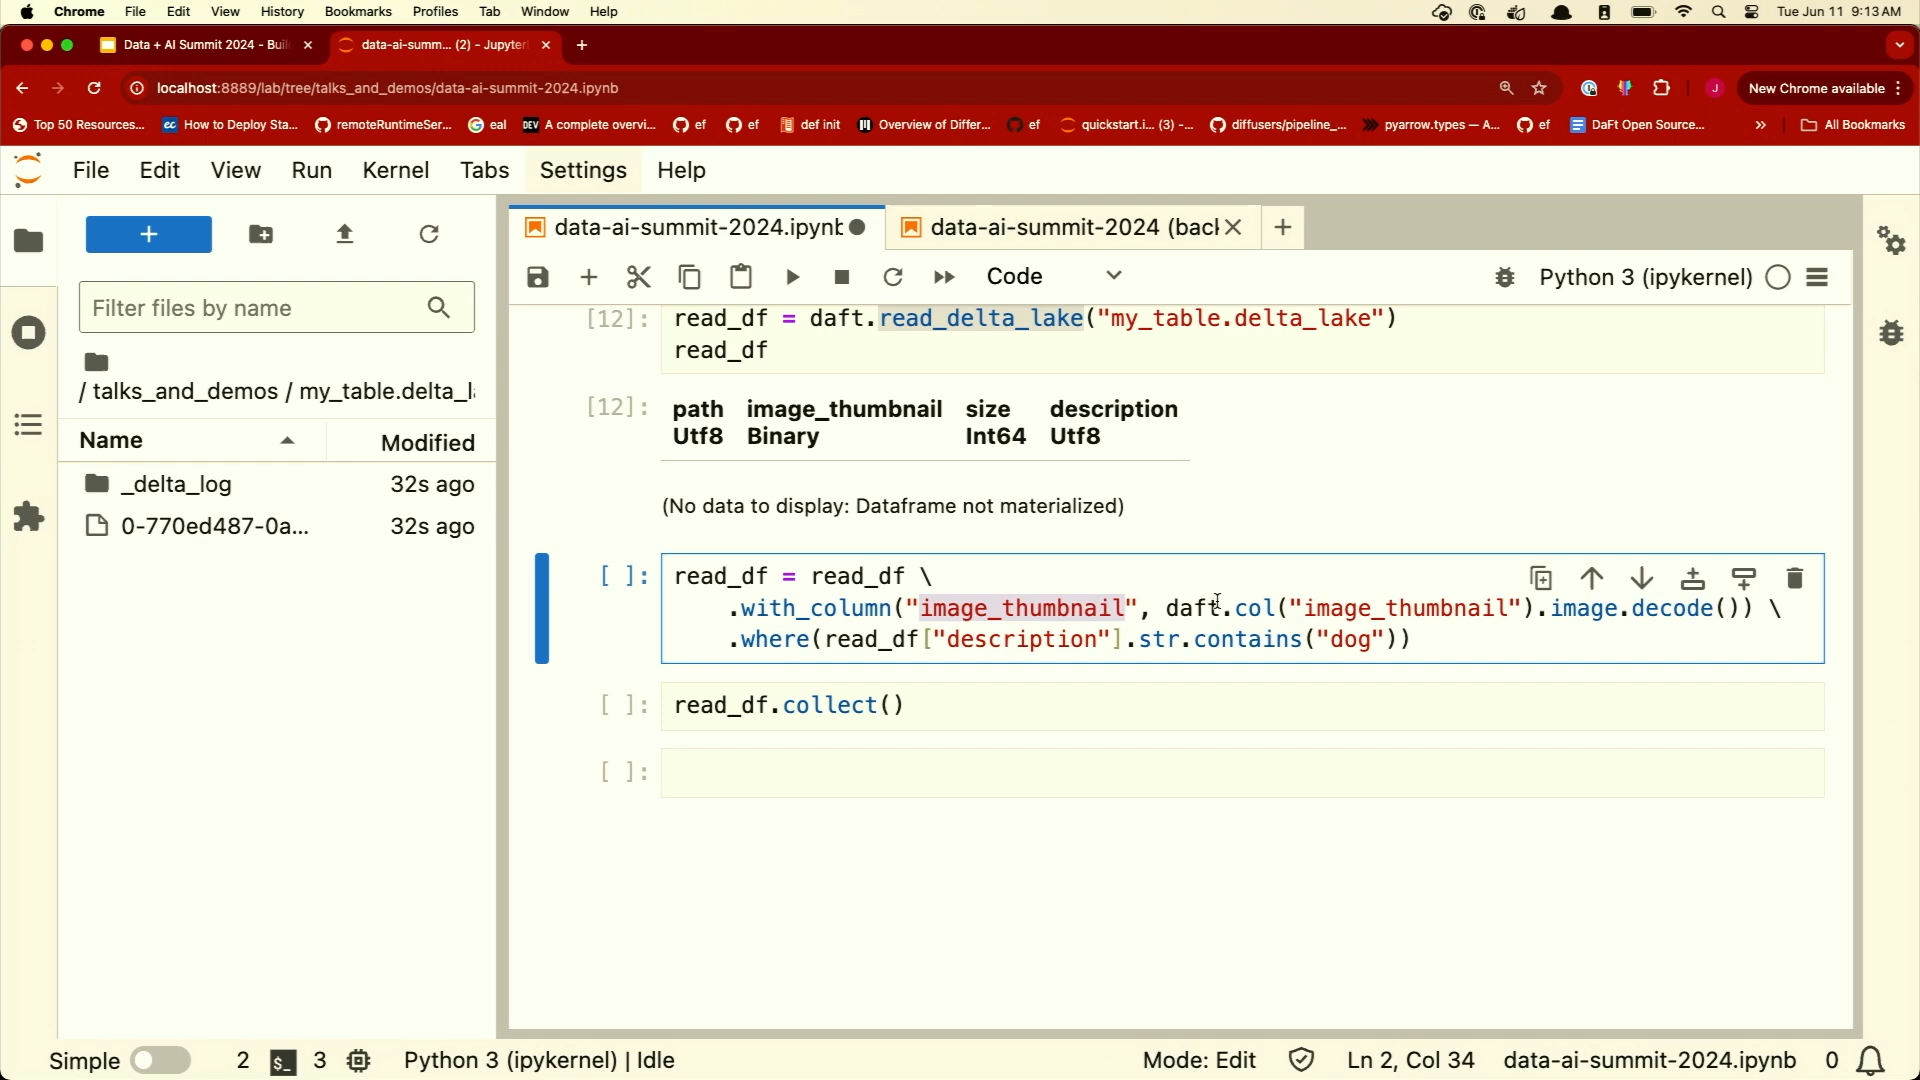 Chrome File Edit View History Bookmarks Profiles Tab Window Help Tue Jun 11 9:13 AM
Data + AI Summit 2024 - Buil
data-ai-summ... (2) - Jupyter
localhost:8889/lab/tree/talks_and_demos/data-ai-summit-2024.ipynb
J New Chrome available
Top 50 Resources... How to Deploy Sta... remoteRuntimeSer... eal A complete overvi... ef ef def init Overview of Differ... ef quickstart.i... (3) -... diffusers/pipeline_... pyarrow.types — A... ef DaFt Open Source... » All Bookmarks
File Edit View Run Kernel Tabs Settings Help
data-ai-summit-2024.ipynb data-ai-summit-2024 (back
Code Python 3 (ipykernel)
Filter files by name
/ talks_and_demos / my_table.delta_l
Name Modified
_delta_log 32s ago
0-770ed487-0a... 32s ago
[12]: read_df = daft.read_delta_lake("my_table.delta_lake")
read_df
[12]: path image_thumbnail size description
Utf8 Binary Int64 Utf8
(No data to display: Dataframe not materialized)
[ ]: read_df = read_df \
.with_column("image_thumbnail", daft.col("image_thumbnail").image.decode()) \
.where(read_df["description"].str.contains("dog"))
[ ]: read_df.collect()
[ ]:
Simple 2 $_ 3 Python 3 (ipykernel) | Idle Mode: Edit Ln 2, Col 34 data-ai-summit-2024.ipynb 0